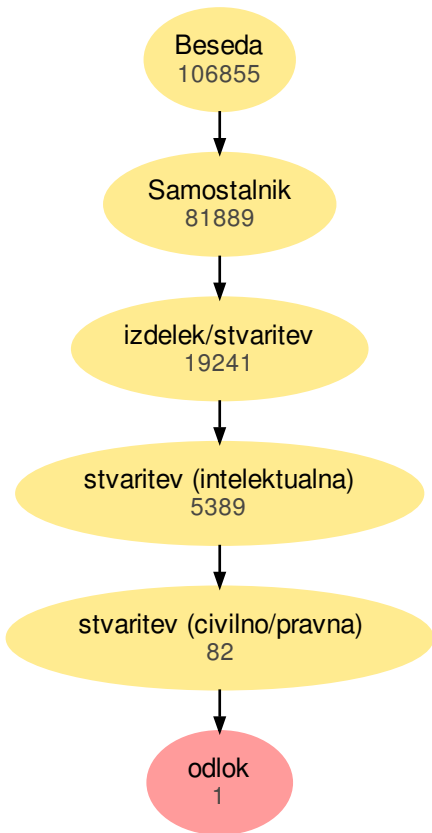 Beseda
106855
Samostalnik
81889
izdelek/stvaritev
19241
stvaritev (intelektualna)
5389
stvaritev (civilno/pravna)
82
odlok
1